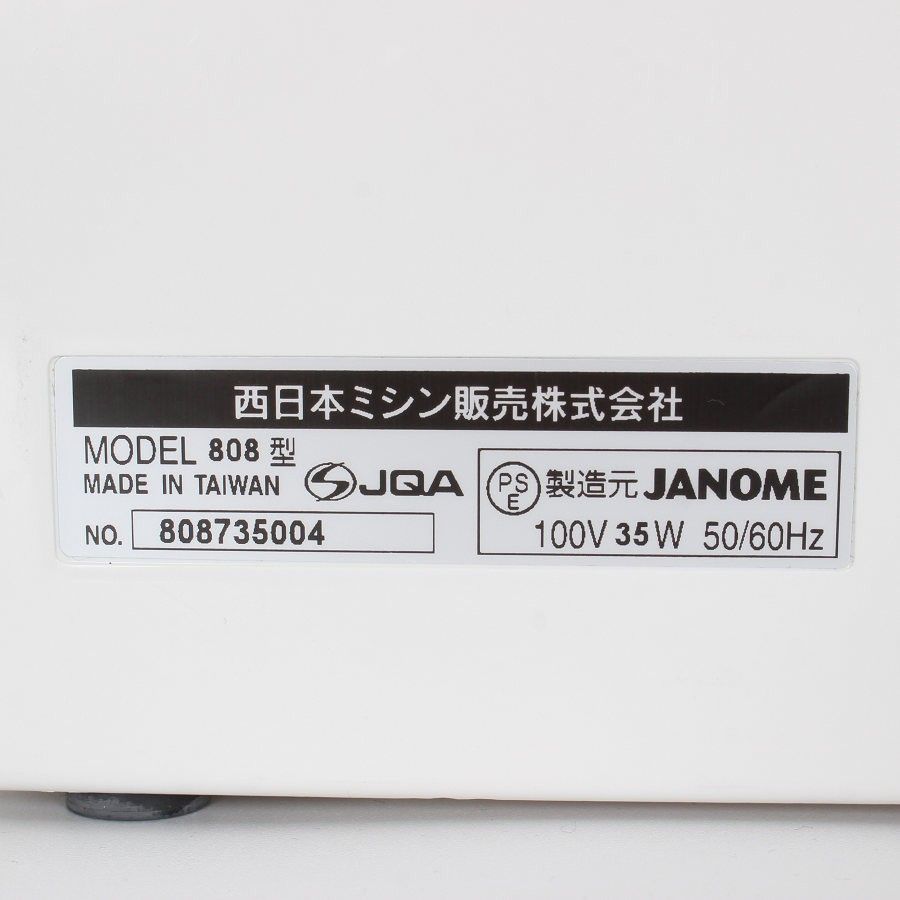 西日本ミシン販売株式会社
MODEL 808 型
MADE IN TAIWAN
JQA
NO. 808735004
PS E 製造元 JANOME
100V 35W 50/60Hz